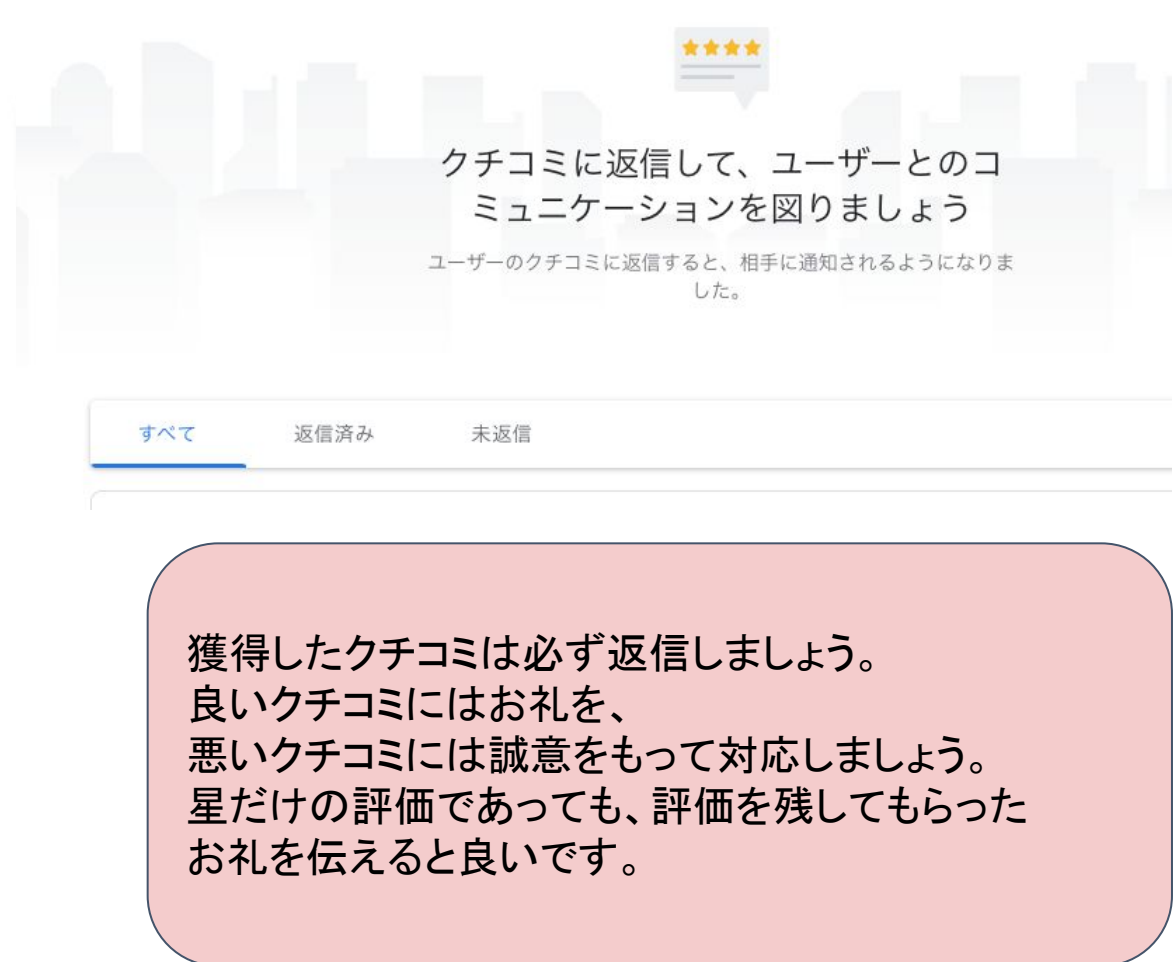 クチコミに返信して、ユーザーとのコ
ミュニケーションを図りましょう
ユーザーのクチコミに返信すると、相手に通知されるようになりま
した。
すべて 返信済み 未返信
獲得したクチコミは必ず返信しましょう。
良いクチコミにはお礼を、
悪いクチコミには誠意をもって対応しましょう。
星だけの評価であっても、評価を残してもらった
お礼を伝えると良いです。